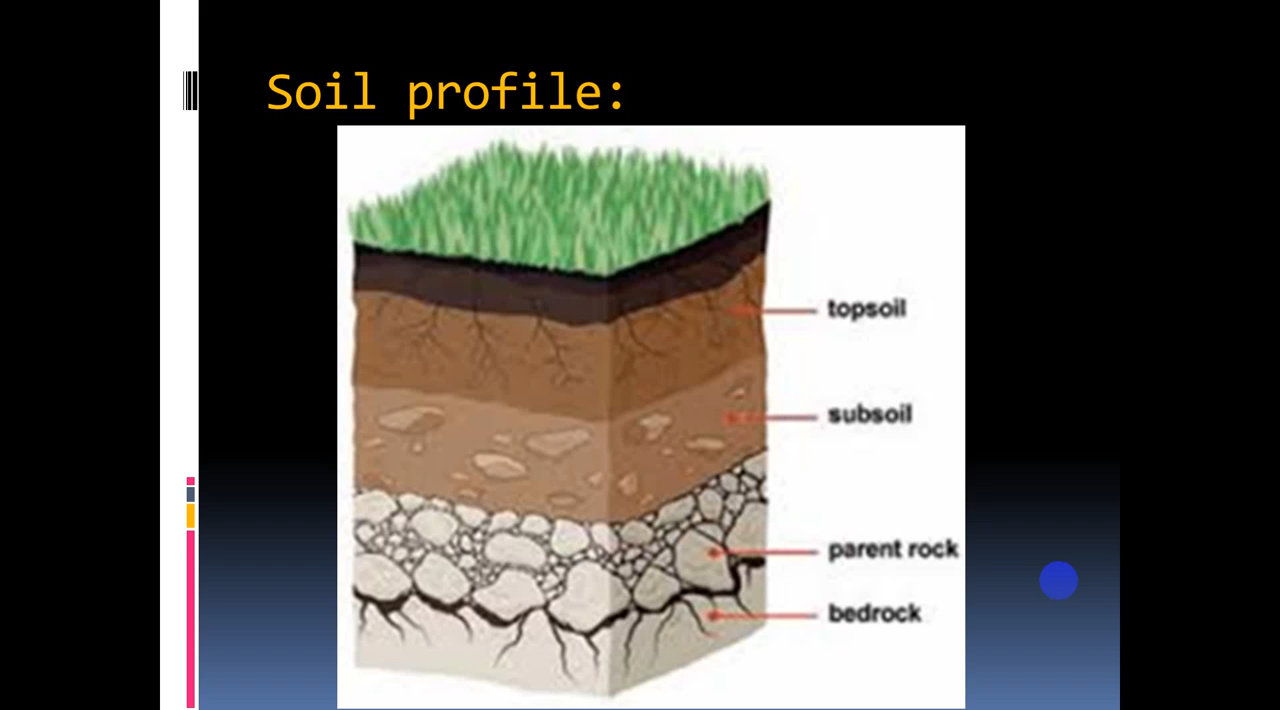 Soil profile:
topsoil
subsoil
parent rock
bedrock